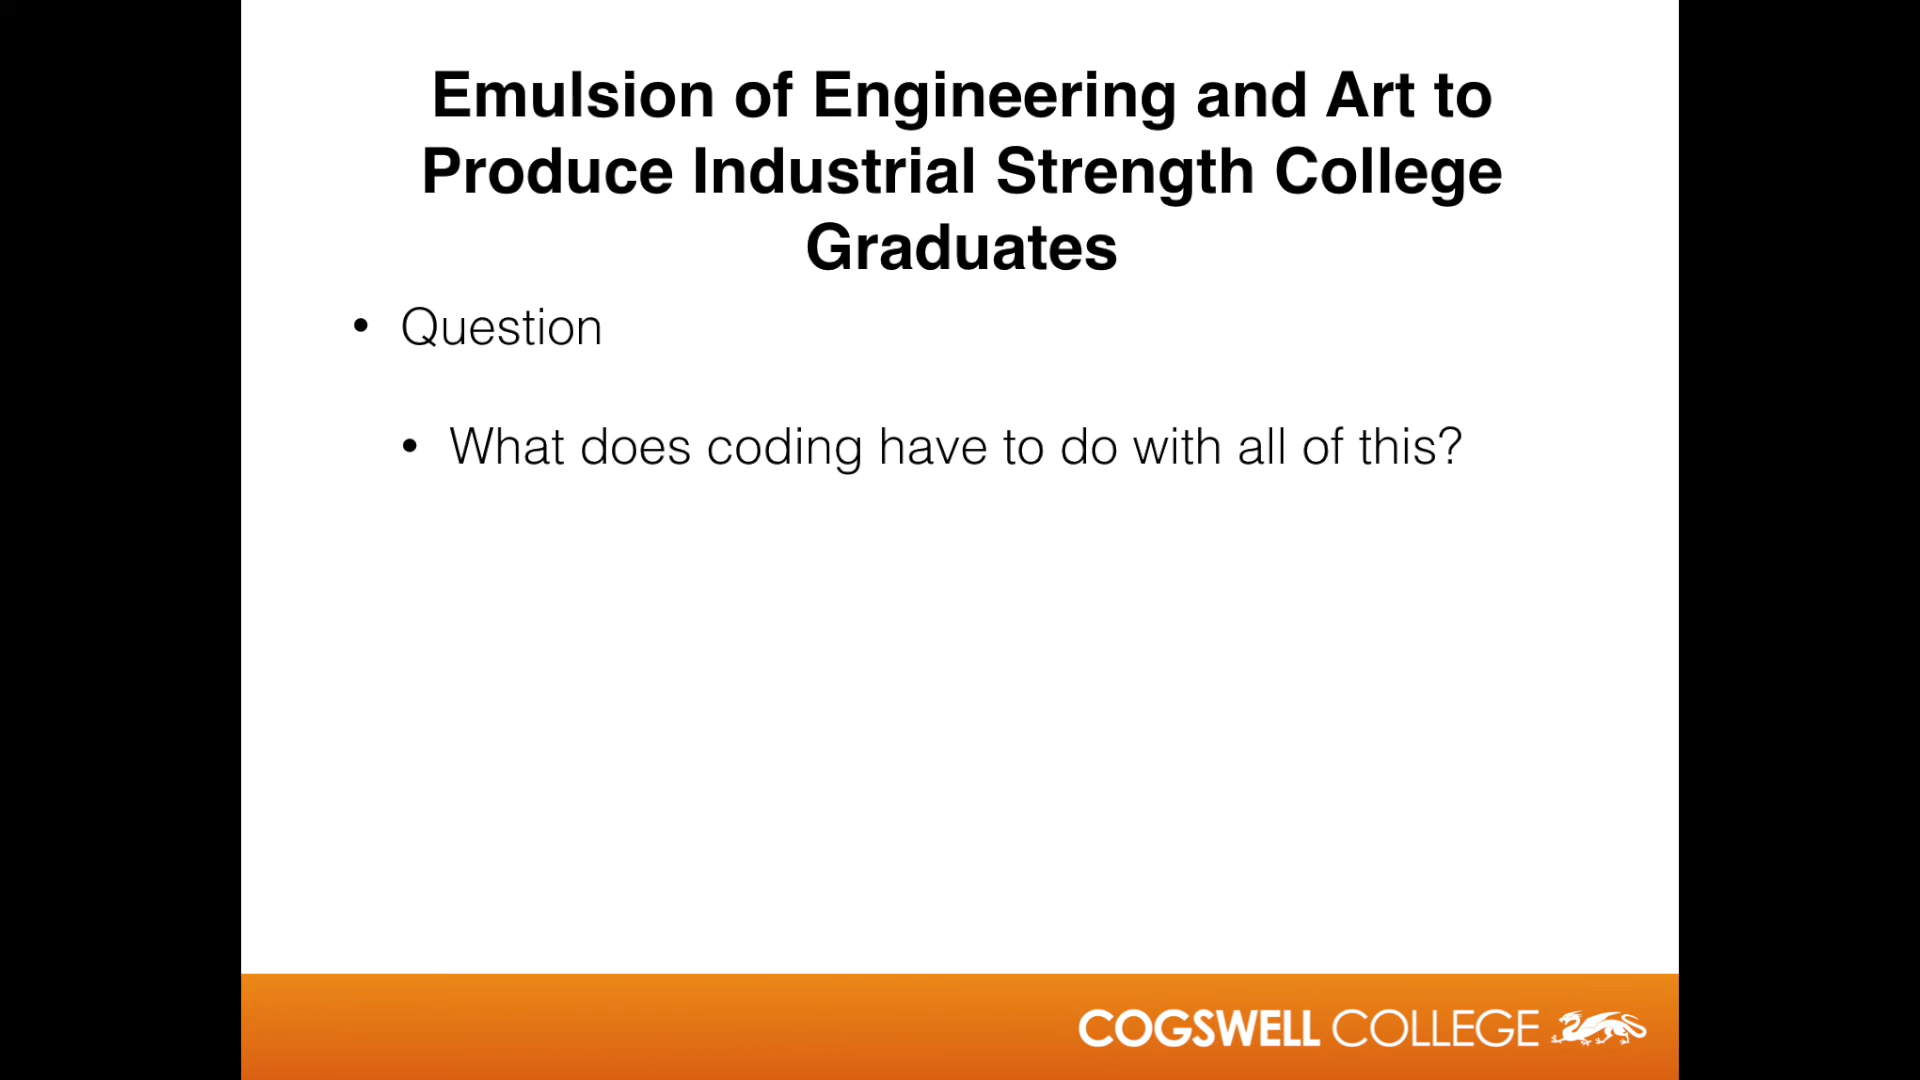 Emulsion of Engineering and Art to
Produce Industrial Strength College
Graduates
• Question
• What does coding have to do with all of this?
COGSWELL COLLEGE